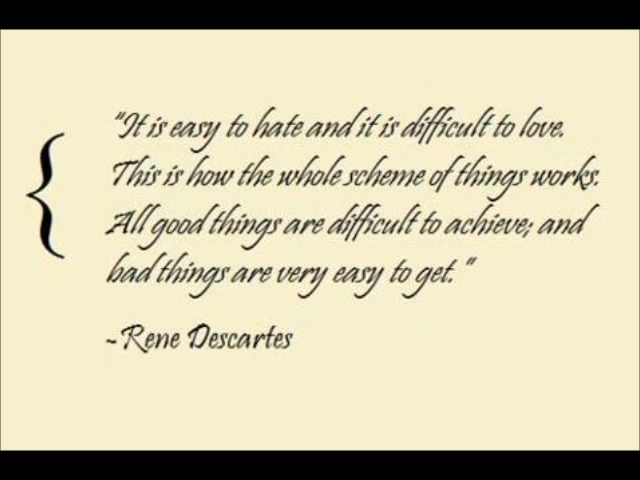 "It is easy to hate and it is difficult to love.
This is how the whole scheme of things works.
All good things are difficult to achieve; and
bad things are very easy to get."
~Rene Descartes